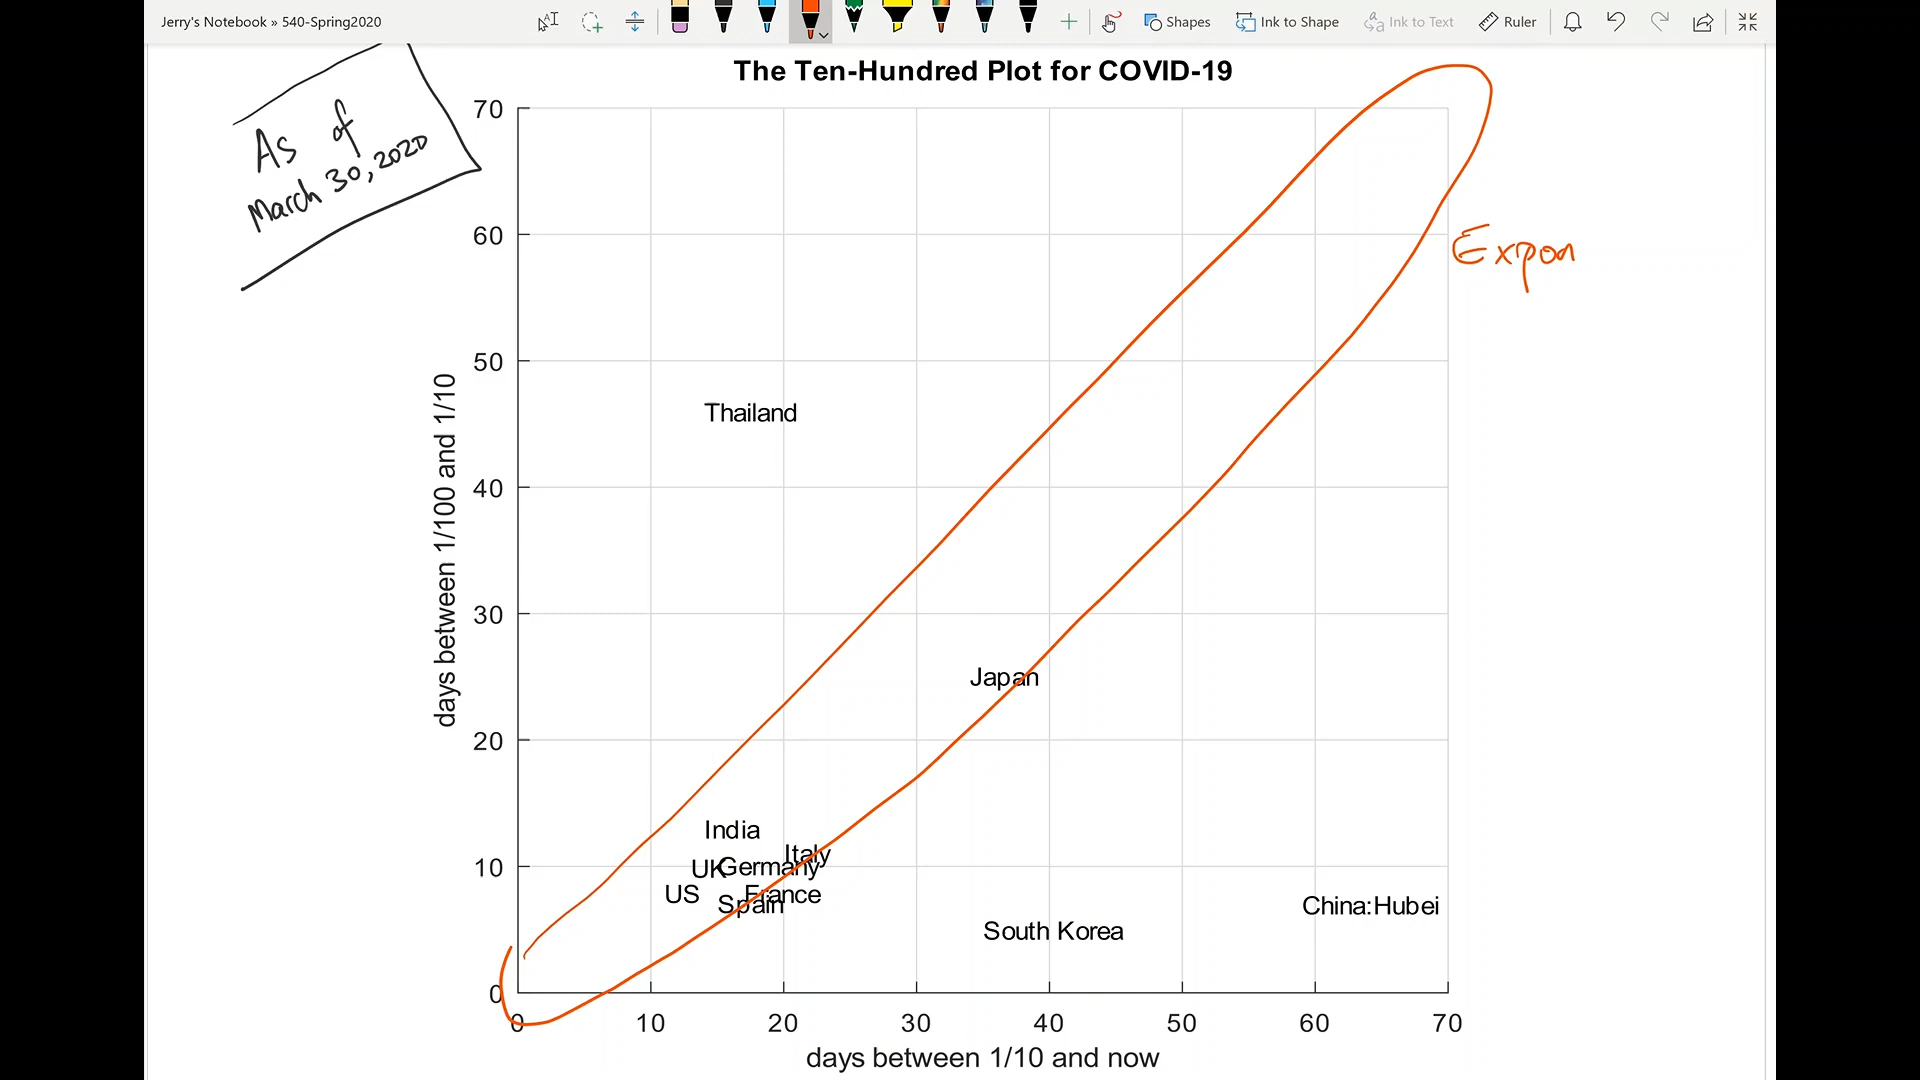 Jerry's Notebook » 540-Spring2020
Shapes
Ink to Shape
Ink to Text
Ruler
The Ten-Hundred Plot for COVID-19
As of
March 30, 2020
70
60
50
40
30
20
10
0
days between 1/100 and 1/10
Expon
Thailand
Japan
India
Italy
UK
Germany
US
France
Spain
China:Hubei
South Korea
0 10 20 30 40 50 60 70
days between 1/10 and now